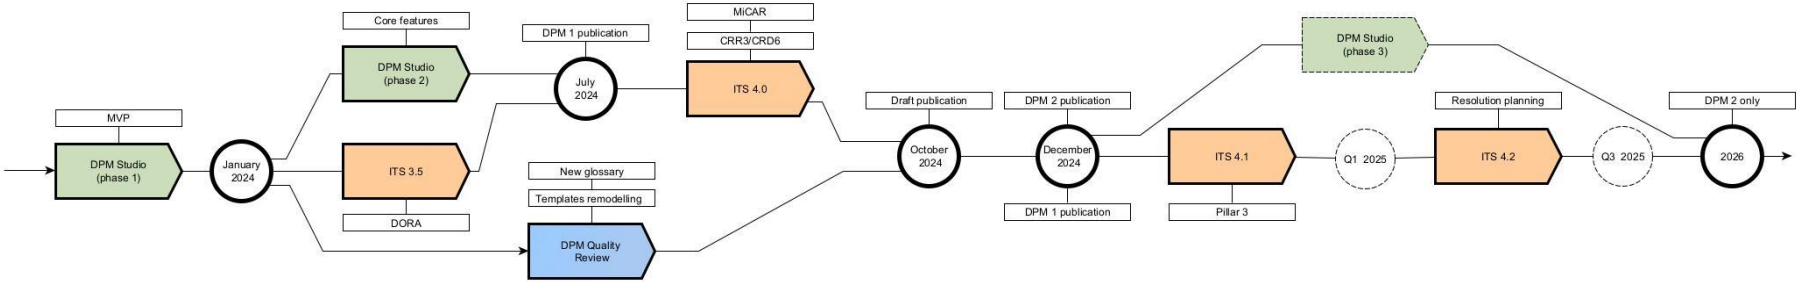 MVP
DPM Studio
(phase 1)
January
2024
Core features
DPM Studio
(phase 2)
ITS 3.5
DORA
DPM 1 publication
July
2024
New glossary
Templates remodelling
DPM Quality
Review
MiCAR
CRR3/CRD6
ITS 4.0
Draft publication
October
2024
DPM 2 publication
December
2024
DPM 1 publication
ITS 4.1
Pillar 3
DPM Studio
(phase 3)
Q1 2025
Resolution planning
ITS 4.2
Q3 2025
DPM 2 only
2026